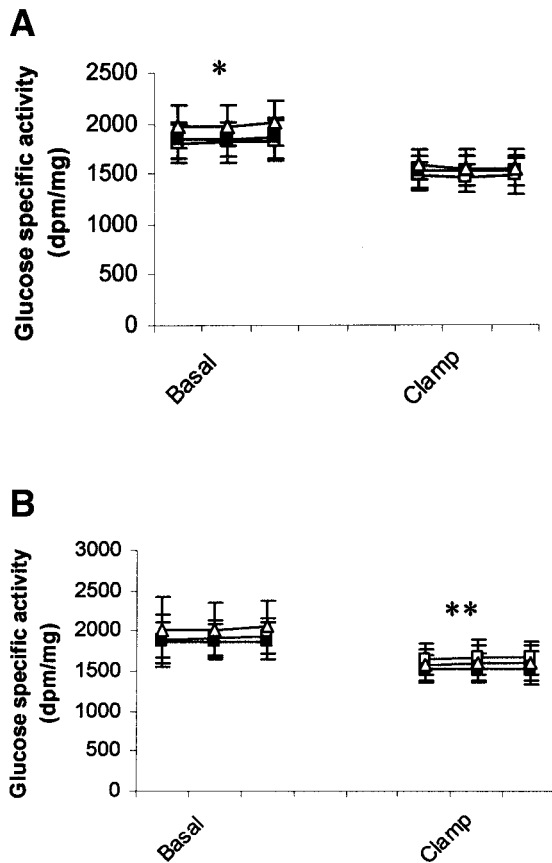 A
Glucose specific activity
(dpm/mg)
2500
*
2000
1500
1000
500
0
Basal
Clamp
B
Glucose specific activity
(dpm/mg)
3000
2500
**
2000
1500
1000
500
0
Basal
Clamp